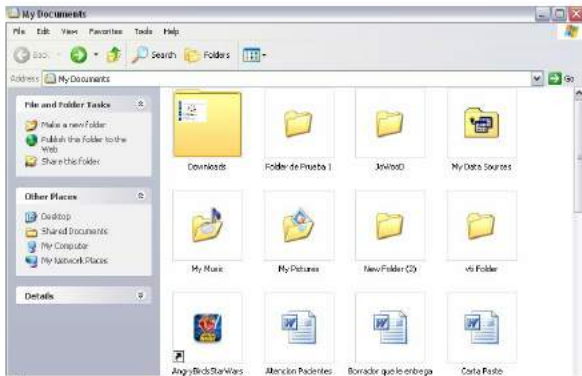 My Documents
File Edit View Favorites Tools Help
Back Search Folders
Address My Documents Go
File and Folder Tasks
Make a new folder
Publish this folder to the
Web
Share this folder
Other Places
Desktop
Shared Documents
My Computer
My Network Places
Details
Downloads Folder de Prueba 1 My Data Sources
My Music My Pictures New Folder (2) vti Folder
AngryBirdsStarWars Atencion Pacientes Borrador que le entrega Carta Paste